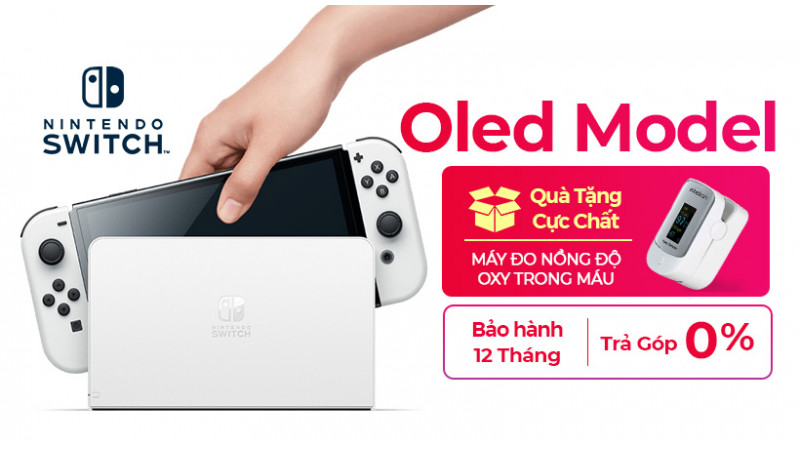 NINTENDO
SWITCH™
Oled Model
Quà Tặng
Cực Chất
MÁY ĐO NỒNG ĐỘ
OXY TRONG MÁU
Bảo hành
12 Tháng
Trả Góp 0%
NINTENDO
SWITCH